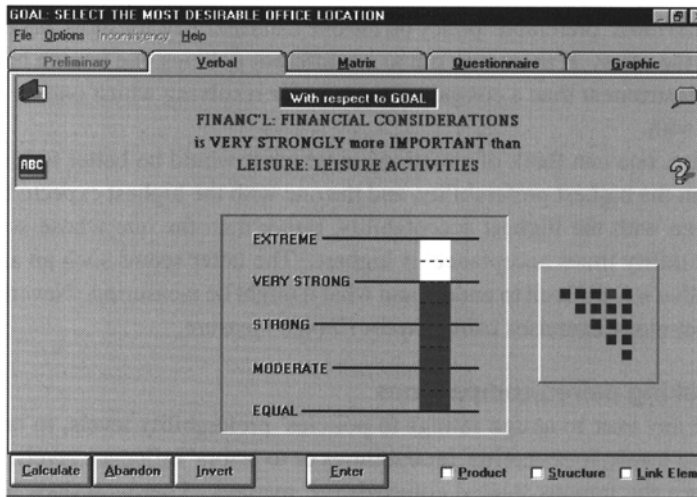 GOAL: SELECT THE MOST DESIRABLE OFFICE LOCATION
File Options Inconsistency Help
Preliminary Verbal Matrix Questionnaire Graphic
With respect to GOAL
FINANC'L: FINANCIAL CONSIDERATIONS
is VERY STRONGLY more IMPORTANT than
ABC
LEISURE: LEISURE ACTIVITIES
EXTREME
VERY STRONG
STRONG
MODERATE
EQUAL
Calculate Abandon Invert Enter Product Structure Link Elem